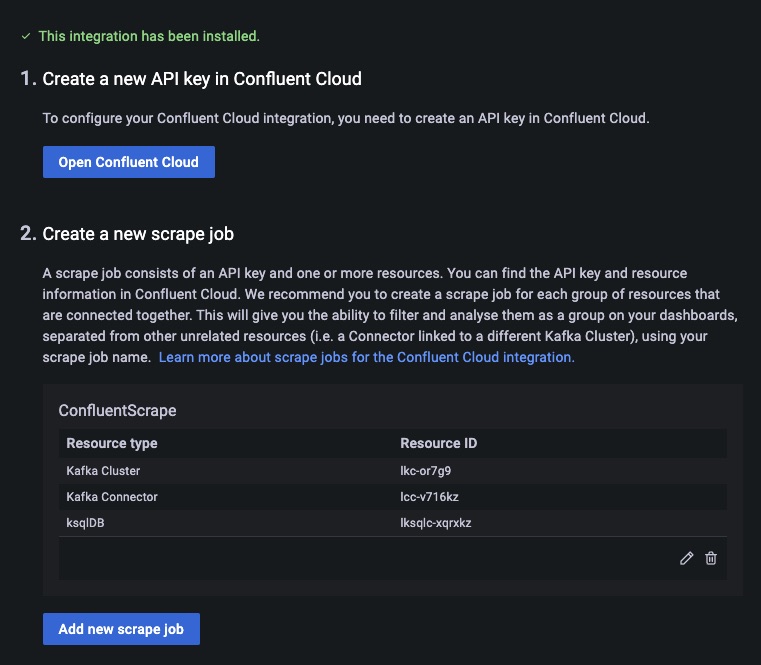 This integration has been installed.
1. Create a new API key in Confluent Cloud
To configure your Confluent Cloud integration, you need to create an API key in Confluent Cloud.
Open Confluent Cloud
2. Create a new scrape job
A scrape job consists of an API key and one or more resources. You can find the API key and resource
information in Confluent Cloud. We recommend you to create a scrape job for each group of resources that
are connected together. This will give you the ability to filter and analyse them as a group on your dashboards,
separated from other unrelated resources (i.e. a Connector linked to a different Kafka Cluster), using your
scrape job name. Learn more about scrape jobs for the Confluent Cloud integration.
ConfluentScrape
Resource type Resource ID
Kafka Cluster lkc-or7g9
Kafka Connector lcc-v716kz
ksqlDB lksqlc-xqrxkz
Add new scrape job